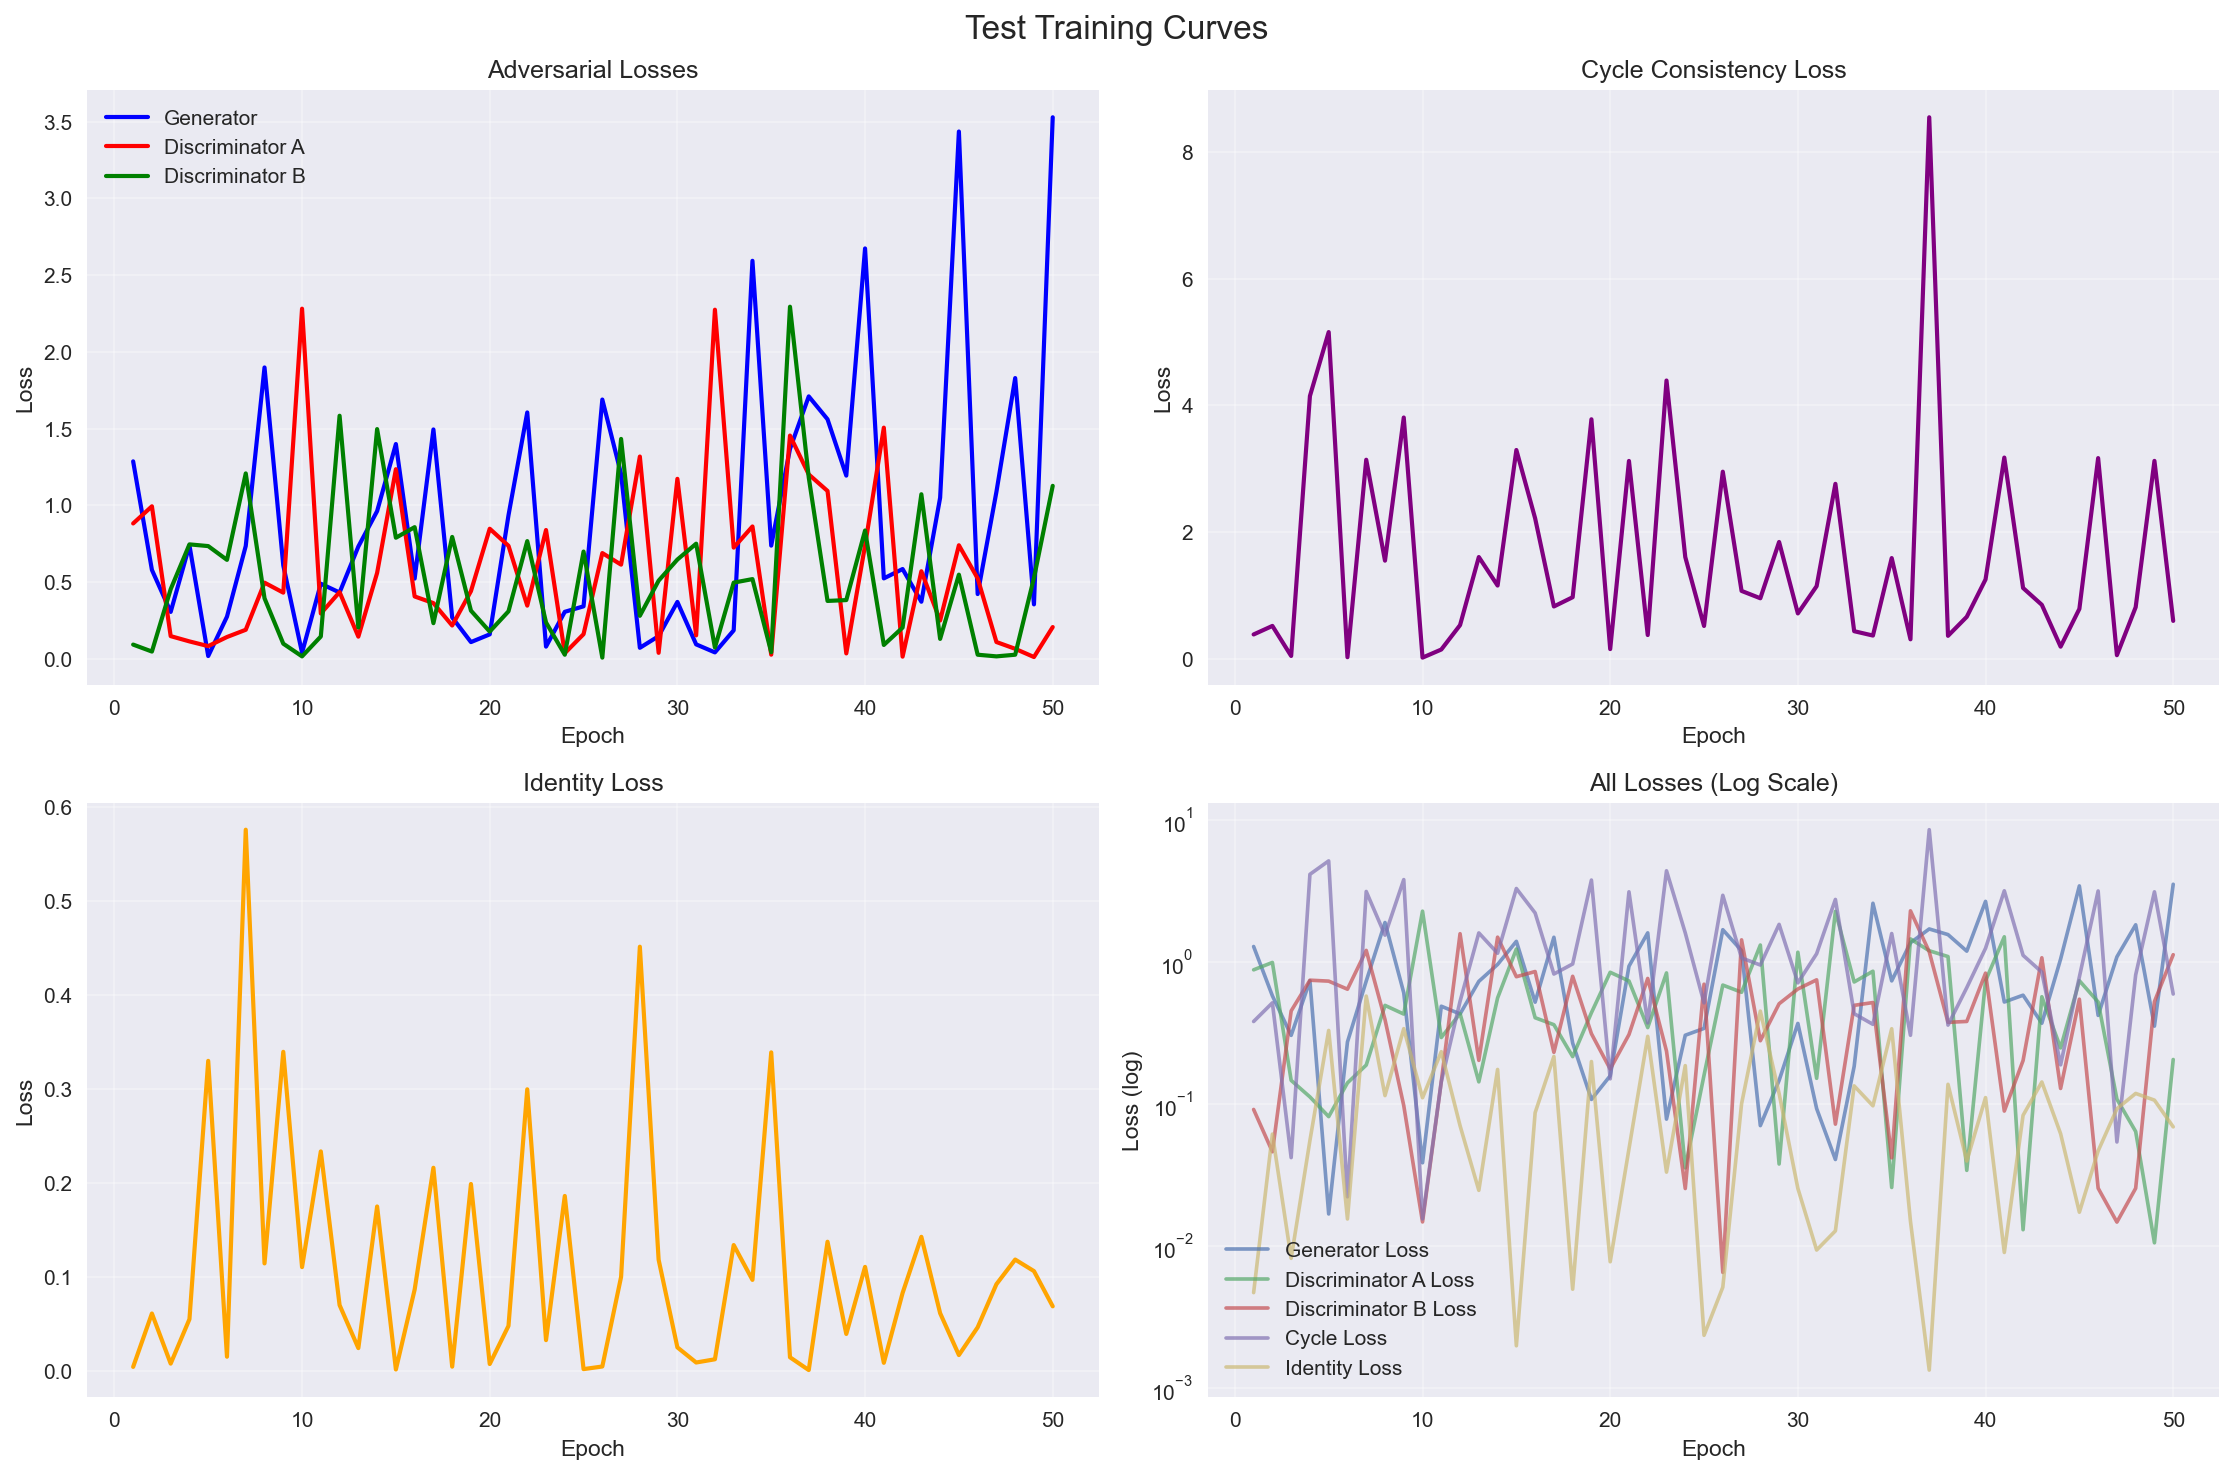 Test Training Curves
Adversarial Losses
3.5
3.0
2.5
2.0
1.5
1.0
0.5
0.0
Loss
Generator
Discriminator A
Discriminator B
0 10 20 30 40 50
Epoch
Cycle Consistency Loss
8
6
4
2
0
Loss
0 10 20 30 40 50
Epoch
Identity Loss
0.6
0.5
0.4
0.3
0.2
0.1
0.0
Loss
0 10 20 30 40 50
Epoch
All Losses (Log Scale)
10¹
10⁰
10⁻¹
10⁻²
10⁻³
Loss (log)
Generator Loss
Discriminator A Loss
Discriminator B Loss
Cycle Loss
Identity Loss
0 10 20 30 40 50
Epoch